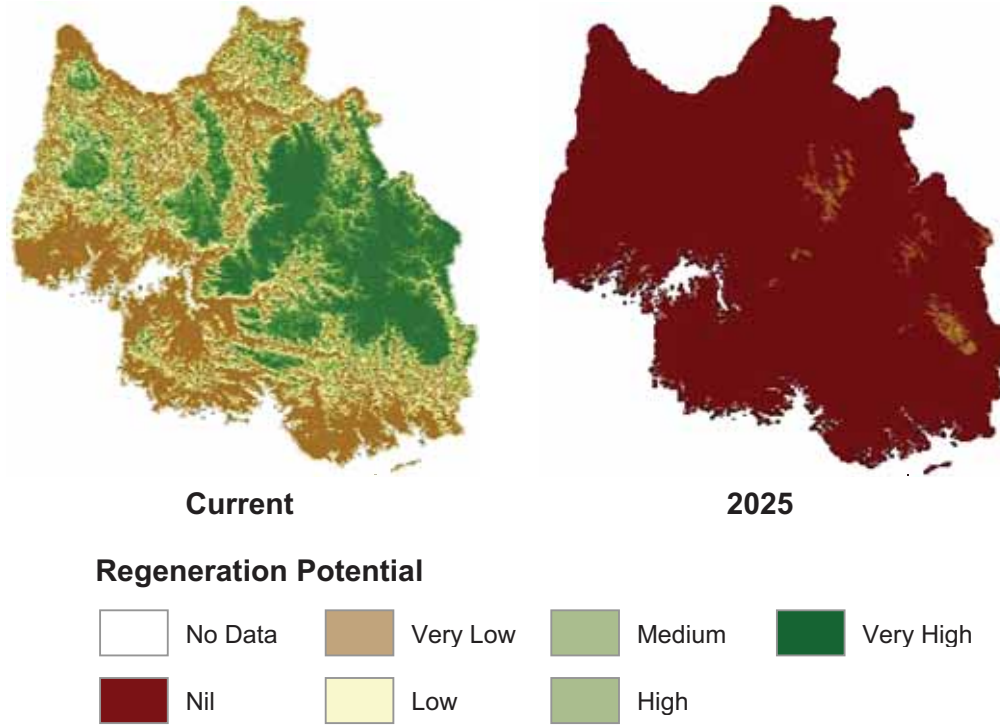 Current 2025
Regeneration Potential
No Data Very Low Medium Very High
Nil Low High